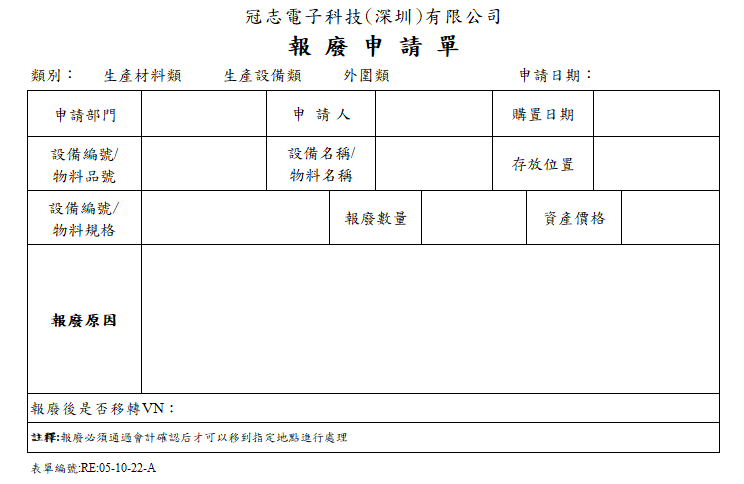 冠志電子科技(深圳)有限公司
報 廢 申 請 單
類別： 生產材料類 生產設備類 外圍類 申請日期：
申請部門 申 請 人 購置日期
設備編號/
物料品號 設備名稱/
物料名稱 存放位置
設備編號/
物料規格 報廢數量 資產價格
報廢原因
報廢後是否移轉VN：
註釋:報廢必須通過會計確認后才可以移到指定地點進行處理
表單編號:RE:05-10-22-A